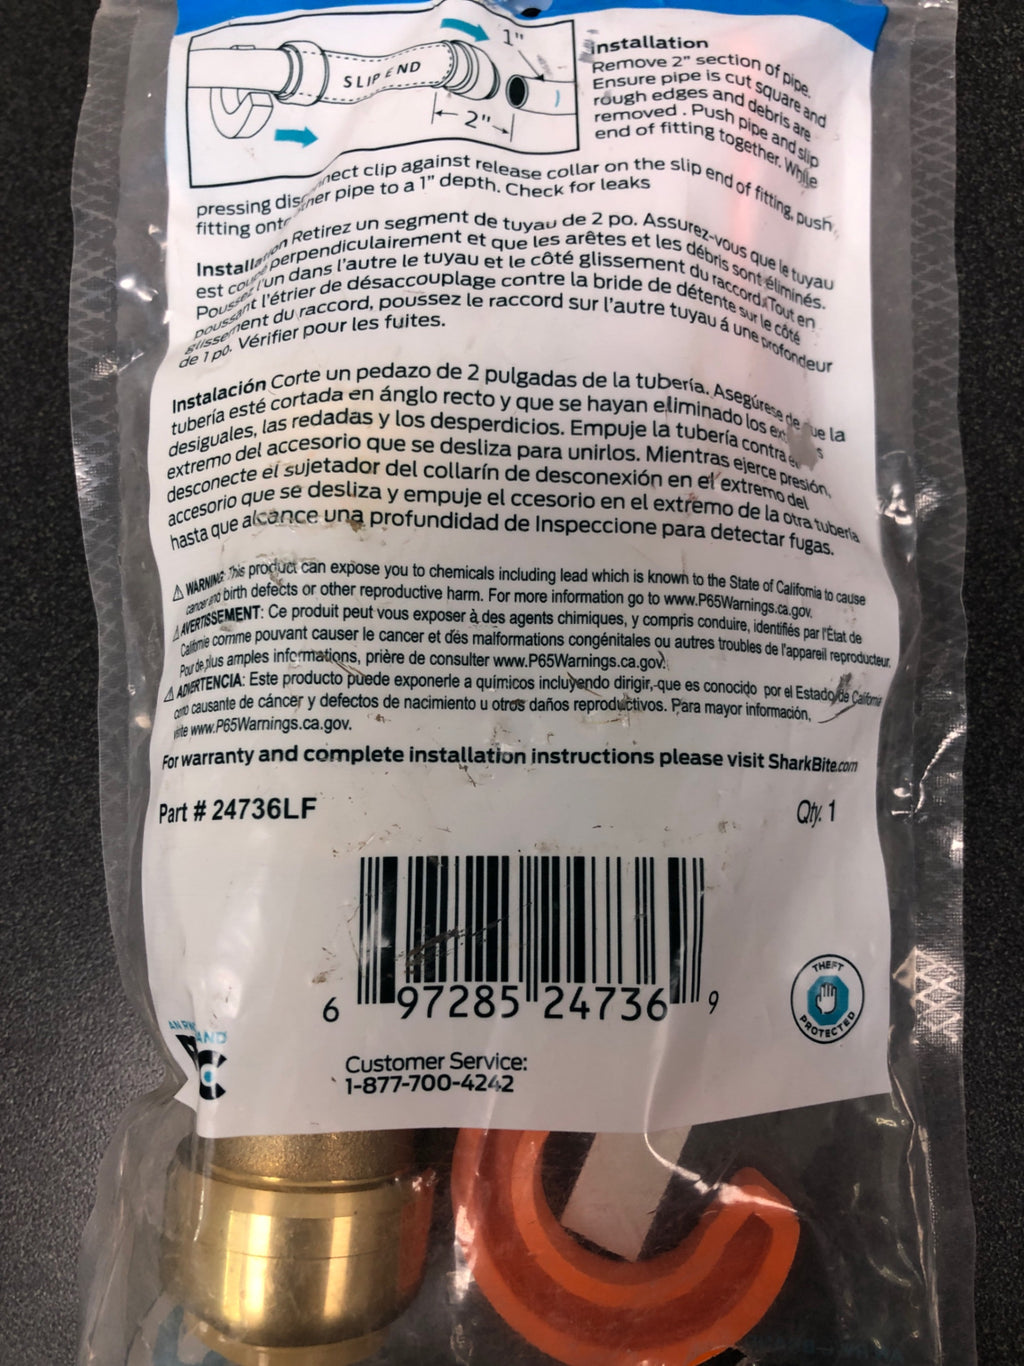 1"
SLIP END
2"
Installation
Remove 2" section of pipe.
Ensure pipe is cut square and
rough edges and debris are
removed . Push pipe and slip
end of fitting together. While
pressing disconnect clip against release collar on the slip end of fitting, push
fitting onto other pipe to a 1" depth. Check for leaks
Installation Retirez un segment de tuyau de 2 po. Assurez-vous que le tuyau
est coupé perpendiculairement et que les arêtes et les débris sont éliminés.
Poussez l'un dans l'autre le tuyau et le côté glissement du raccord. Tout en
poussant l'étrier de désaccouplage contre la bride de détente sur le côté
glissement du raccord, poussez le raccord sur l'autre tuyau á une profondeur
de 1 po. Vérifier pour les fuites.
Instalación Corte un pedazo de 2 pulgadas de la tubería. Asegúrese de que la
tubería esté cortada en ánglo recto y que se hayan eliminado los
desiguales, las redadas y los desperdicios. Empuje la tubería contra
extremo del accesorio que se desliza para unirlos. Mientras ejerce presión,
desconecte el sujetador del collarín de desconexión en el extremo del
accesorio que se desliza y empuje el ccesorio en el extremo de la otra tubería
hasta que alcance una profundidad de Inspeccione para detectar fugas.
⚠ WARNING: This product can expose you to chemicals including lead which is known to the State of California to cause
cancer and birth defects or other reproductive harm. For more information go to www.P65Warnings.ca.gov.
⚠ AVERTISSEMENT: Ce produit peut vous exposer à des agents chimiques, y compris conduire, identifiés par l'État de
Californie comme pouvant causer le cancer et des malformations congénitales ou autres troubles de l'appareil reproducteur.
Pour de plus amples informations, prière de consulter www.P65Warnings.ca.gov.
⚠ ADVERTENCIA: Este producto puede exponerle a químicos incluyendo dirigir, que es conocido por el Estado de California
como causante de cáncer y defectos de nacimiento u otros daños reproductivos. Para mayor información,
visite www.P65Warnings.ca.gov.
For warranty and complete installation instructions please visit SharkBite.com
Part # 24736LF
Qty. 1
6 97285 24736 9
THEFT
PROTECTED
Customer Service:
1-877-700-4242